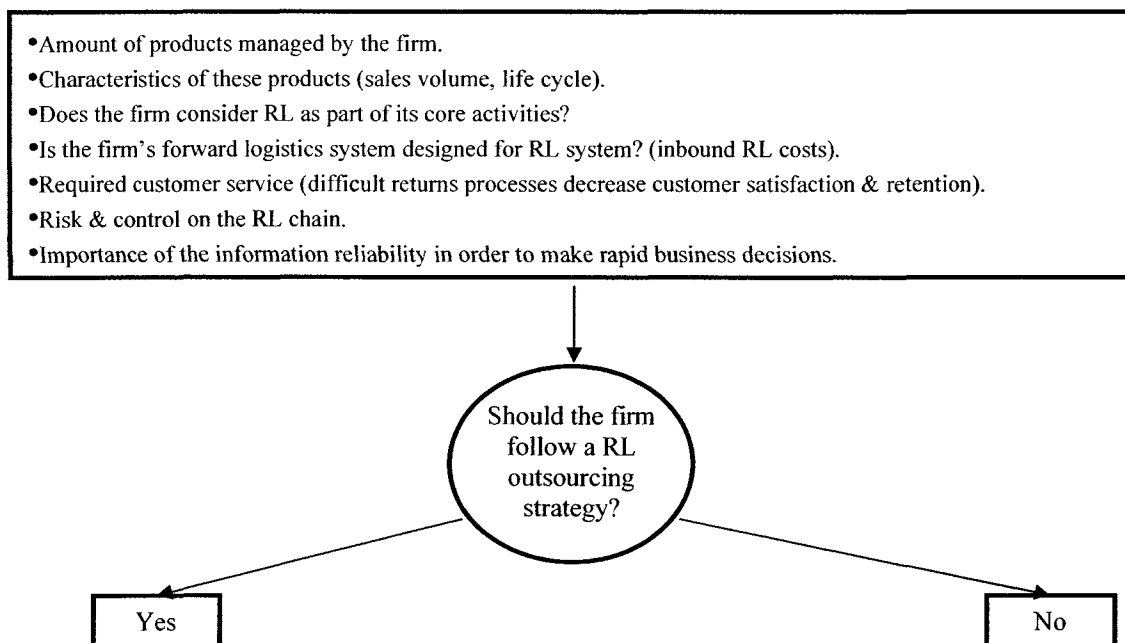 •Amount of products managed by the firm.
•Characteristics of these products (sales volume, life cycle).
•Does the firm consider RL as part of its core activities?
•Is the firm's forward logistics system designed for RL system? (inbound RL costs).
•Required customer service (difficult returns processes decrease customer satisfaction & retention).
•Risk & control on the RL chain.
•Importance of the information reliability in order to make rapid business decisions.
Should the firm
follow a RL
outsourcing
strategy?
Yes
No